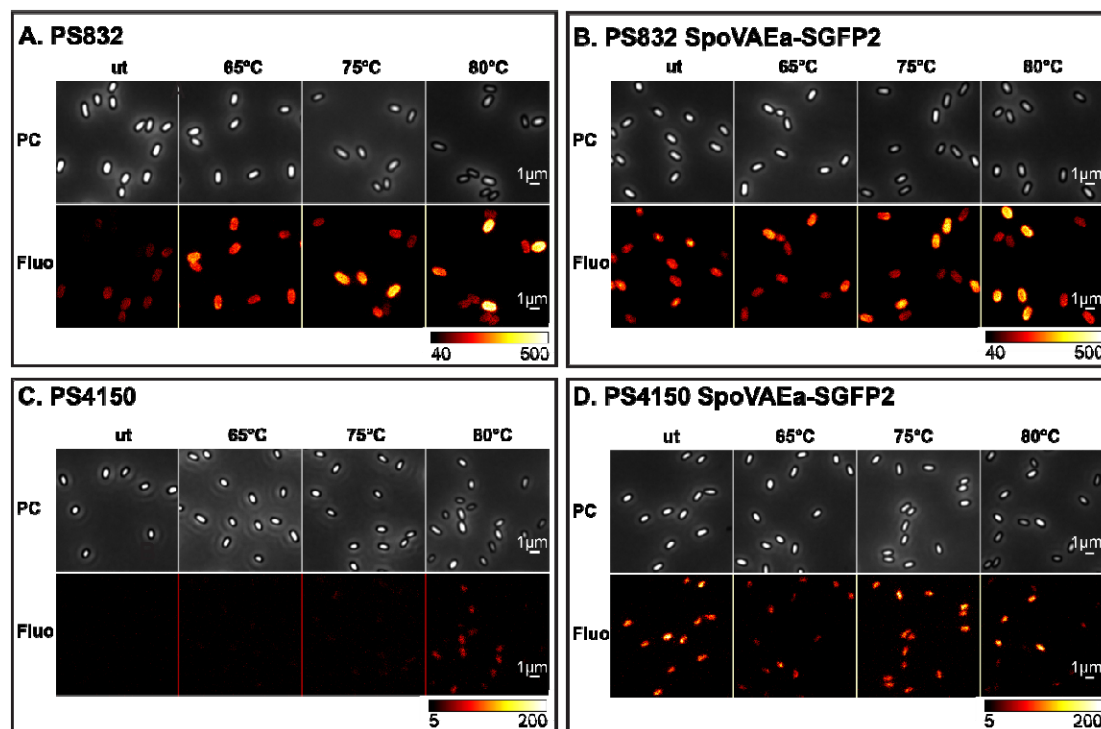 A. PS832
ut 65°C 75°C 80°C
PC
1µm
Fluo
1µm
40 500
B. PS832 SpoVAEa-SGFP2
ut 65°C 75°C 80°C
PC
1µm
Fluo
1µm
40 500
C. PS4150
ut 65°C 75°C 80°C
PC
1µm
Fluo
1µm
5 200
D. PS4150 SpoVAEa-SGFP2
ut 65°C 75°C 80°C
PC
1µm
Fluo
1µm
5 200